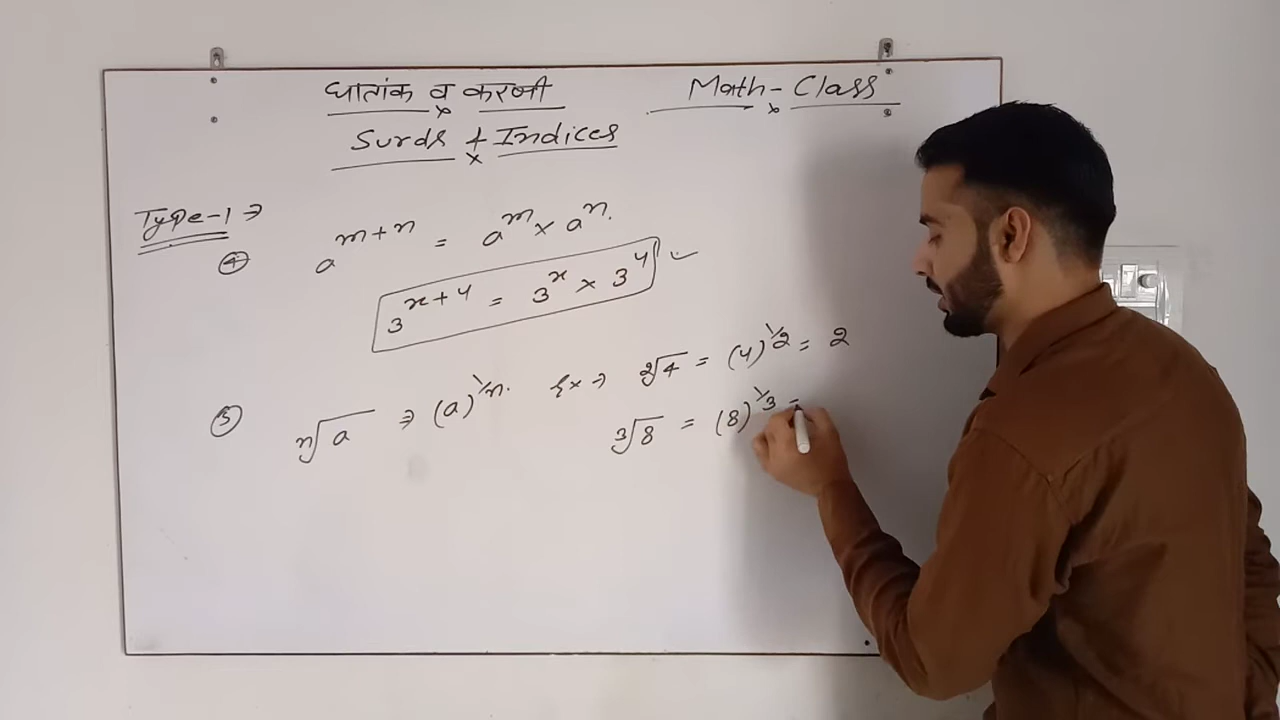 घातांक व करणी Math-Class
Surds & Indices
Type-1 ⇒
④ a^{m+n} = a^m × a^n.
3^{x+4} = 3^x × 3^4 ✓
⑤ ⁿ√a ⇒ (a)^{1/n}. Ex → ²√4 = (4)^{1/2} = 2
³√8 = (8)^{1/3} =